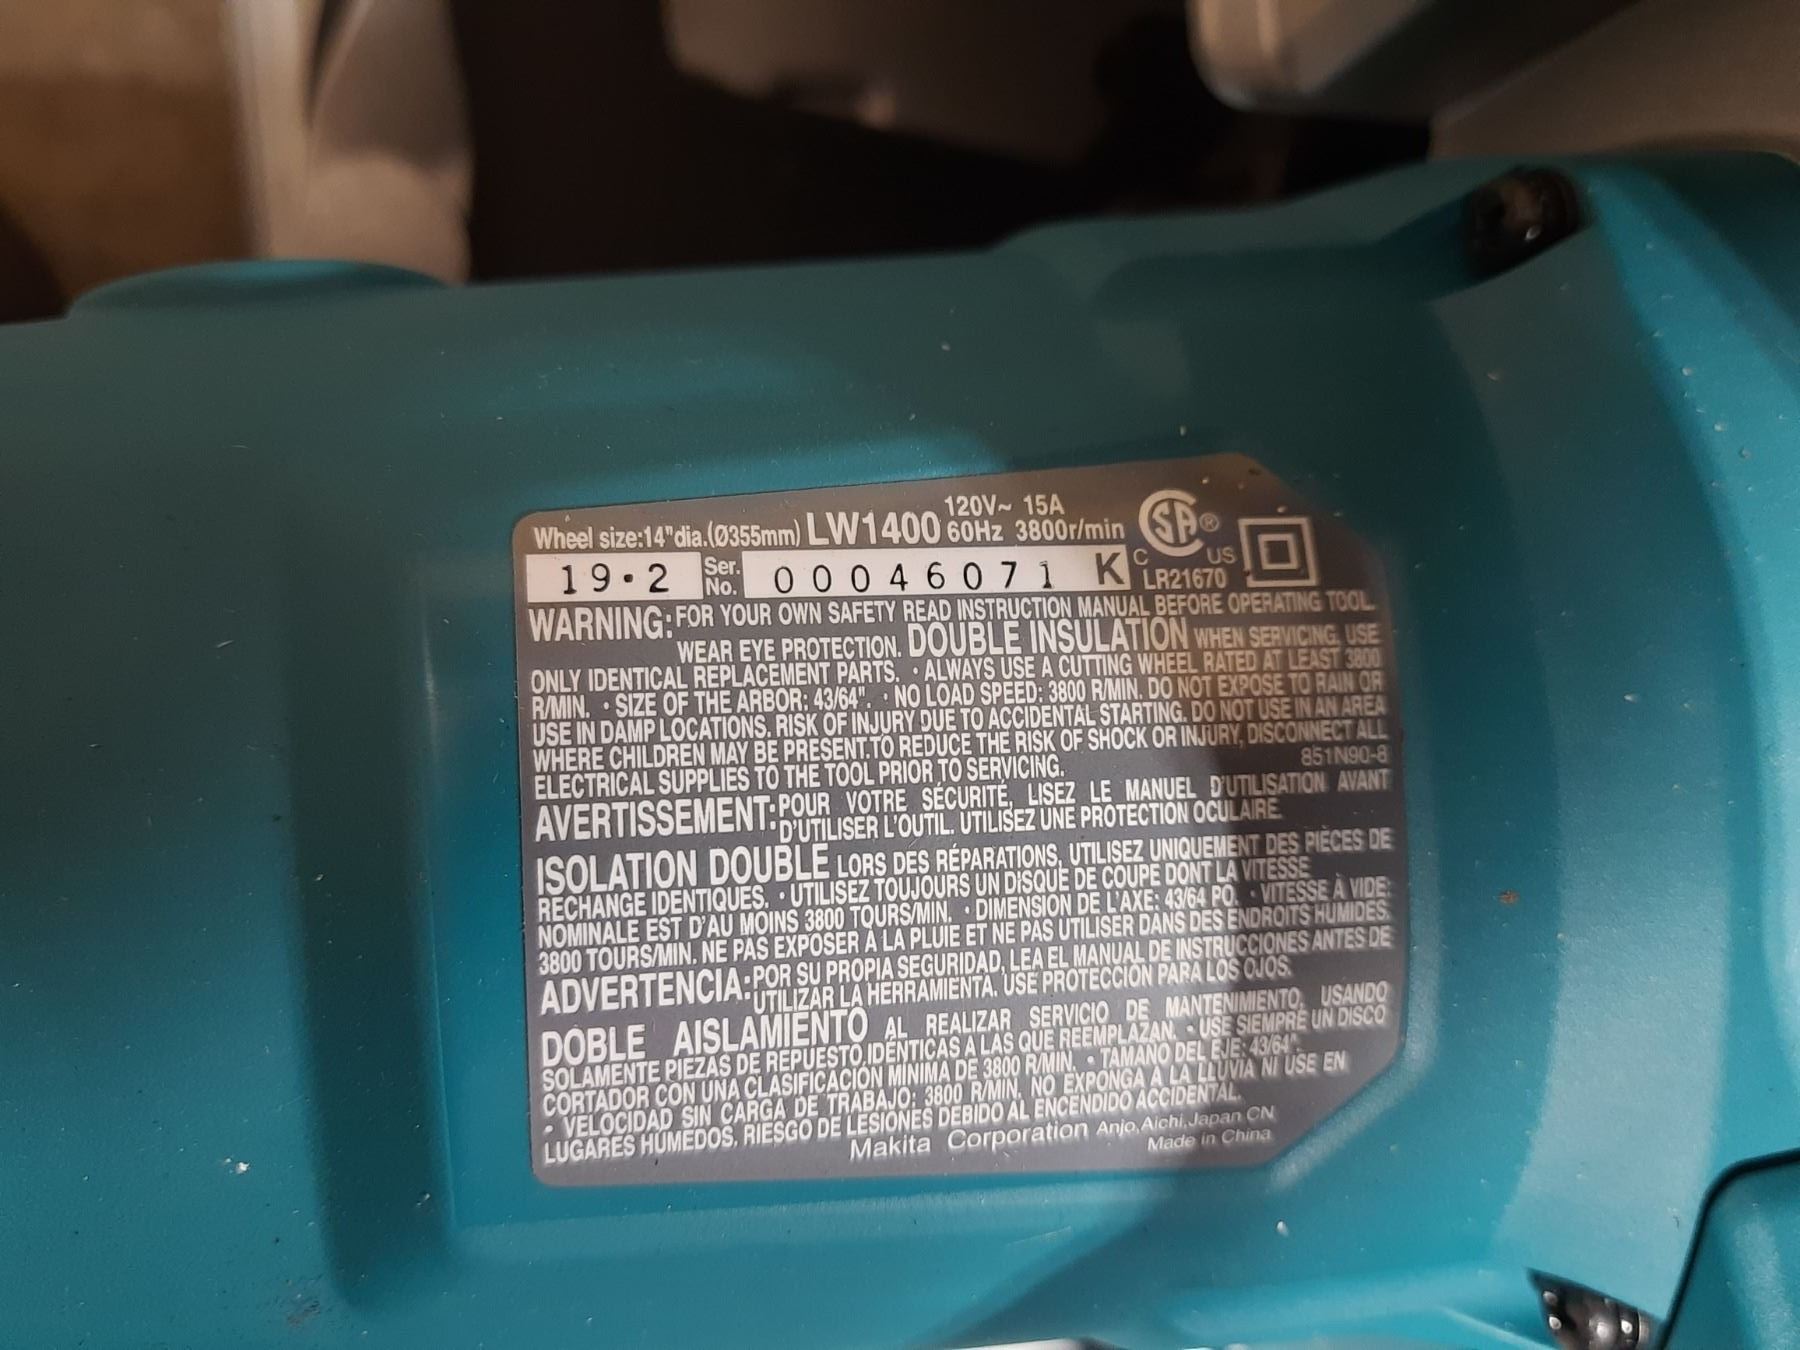 Wheel size:14"dia.(Ø355mm) LW1400 120V~ 15A
60Hz 3800r/min
CSA® C US
19・2 Ser. No. 00046071 K LR21670
WARNING: FOR YOUR OWN SAFETY READ INSTRUCTION MANUAL BEFORE OPERATING TOOL.
WEAR EYE PROTECTION. DOUBLE INSULATION WHEN SERVICING, USE
ONLY IDENTICAL REPLACEMENT PARTS. ・ALWAYS USE A CUTTING WHEEL RATED AT LEAST 3800
R/MIN. ・SIZE OF THE ARBOR: 43/64". ・NO LOAD SPEED: 3800 R/MIN. DO NOT EXPOSE TO RAIN OR
USE IN DAMP LOCATIONS. RISK OF INJURY DUE TO ACCIDENTAL STARTING. DO NOT USE IN AN AREA
WHERE CHILDREN MAY BE PRESENT.TO REDUCE THE RISK OF SHOCK OR INJURY, DISCONNECT ALL
ELECTRICAL SUPPLIES TO THE TOOL PRIOR TO SERVICING. 851N90-8
AVERTISSEMENT: POUR VOTRE SÉCURITÉ, LISEZ LE MANUEL D'UTILISATION AVANT
D'UTILISER L'OUTIL. UTILISEZ UNE PROTECTION OCULAIRE.
ISOLATION DOUBLE LORS DES RÉPARATIONS, UTILISEZ UNIQUEMENT DES PIÈCES DE
RECHANGE IDENTIQUES. ・UTILISEZ TOUJOURS UN DISQUE DE COUPE DONT LA VITESSE
NOMINALE EST D'AU MOINS 3800 TOURS/MIN. ・DIMENSION DE L'AXE: 43/64 PO. ・VITESSE À VIDE:
3800 TOURS/MIN. NE PAS EXPOSER À LA PLUIE ET NE PAS UTILISER DANS DES ENDROITS HUMIDES.
ADVERTENCIA: POR SU PROPIA SEGURIDAD, LEA EL MANUAL DE INSTRUCCIONES ANTES DE
UTILIZAR LA HERRAMIENTA. USE PROTECCIÓN PARA LOS OJOS.
DOBLE AISLAMIENTO AL REALIZAR SERVICIO DE MANTENIMIENTO, USANDO
SOLAMENTE PIEZAS DE REPUESTO IDÉNTICAS A LAS QUE REEMPLAZAN. ・USE SIEMPRE UN DISCO
CORTADOR CON UNA CLASIFICACIÓN MÍNIMA DE 3800 R/MIN. ・TAMAÑO DEL EJE: 43/64".
・VELOCIDAD SIN CARGA DE TRABAJO: 3800 R/MIN. NO EXPONGA A LA LLUVIA NI USE EN
LUGARES HUMEDOS. RIESGO DE LESIONES DEBIDO AL ENCENDIDO ACCIDENTAL.
Makita Corporation Anjo,Aichi,Japan CN
Made in China